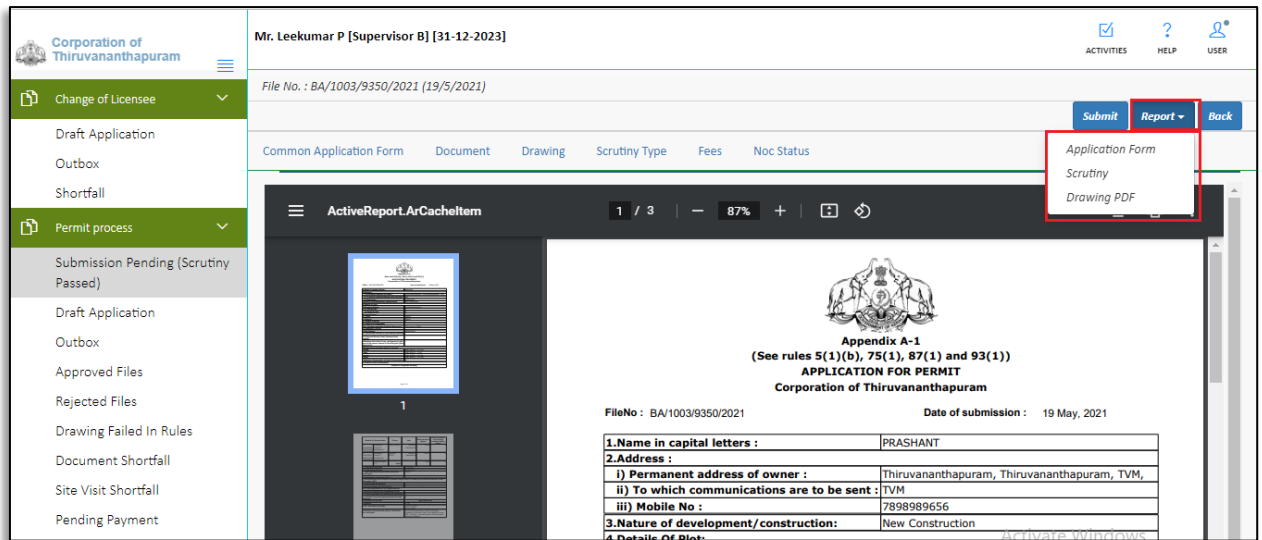 Corporation of
Thiruvananthapuram
Mr. Leekumar P [Supervisor B] [31-12-2023]
ACTIVITIES
HELP
USER
File No. : BA/1003/9350/2021 (19/5/2021)
Submit
Report
Back
Common Application Form
Document
Drawing
Scrutiny Type
Fees
Noc Status
Application Form
Scrutiny
Drawing PDF
Change of Licensee
Draft Application
Outbox
Shortfall
Permit process
Submission Pending (Scrutiny
Passed)
Draft Application
Outbox
Approved Files
Rejected Files
Drawing Failed In Rules
Document Shortfall
Site Visit Shortfall
Pending Payment
ActiveReport.ArCacheItem
1 / 3
87%
1
Appendix A-1
(See rules 5(1)(b), 75(1), 87(1) and 93(1))
APPLICATION FOR PERMIT
Corporation of Thiruvananthapuram
FileNo : BA/1003/9350/2021 Date of submission : 19 May, 2021
1.Name in capital letters : PRASHANT
2.Address :
i) Permanent address of owner : Thiruvananthapuram, Thiruvananthapuram, TVM,
ii) To which communications are to be sent : TVM
iii) Mobile No : 7898989656
3.Nature of development/construction: New Construction
4.Details Of Plot:
Activate Windows